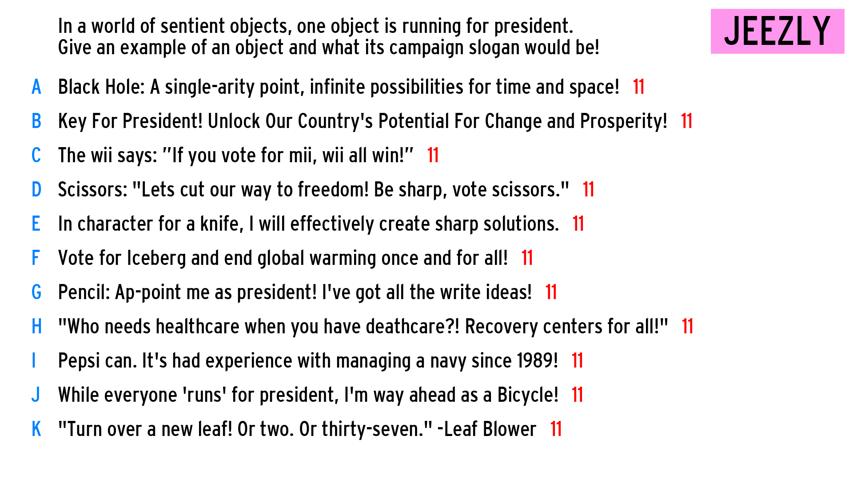 In a world of sentient objects, one object is running for president.
Give an example of an object and what its campaign slogan would be!
JEEZLY
A Black Hole: A single-arity point, infinite possibilities for time and space! 11
B Key For President! Unlock Our Country's Potential For Change and Prosperity! 11
C The wii says: ”If you vote for mii, wii all win!” 11
D Scissors: "Lets cut our way to freedom! Be sharp, vote scissors." 11
E In character for a knife, I will effectively create sharp solutions. 11
F Vote for Iceberg and end global warming once and for all! 11
G Pencil: Ap-point me as president! I've got all the write ideas! 11
H "Who needs healthcare when you have deathcare?! Recovery centers for all!" 11
I Pepsi can. It's had experience with managing a navy since 1989! 11
J While everyone 'runs' for president, I'm way ahead as a Bicycle! 11
K "Turn over a new leaf! Or two. Or thirty-seven." -Leaf Blower 11